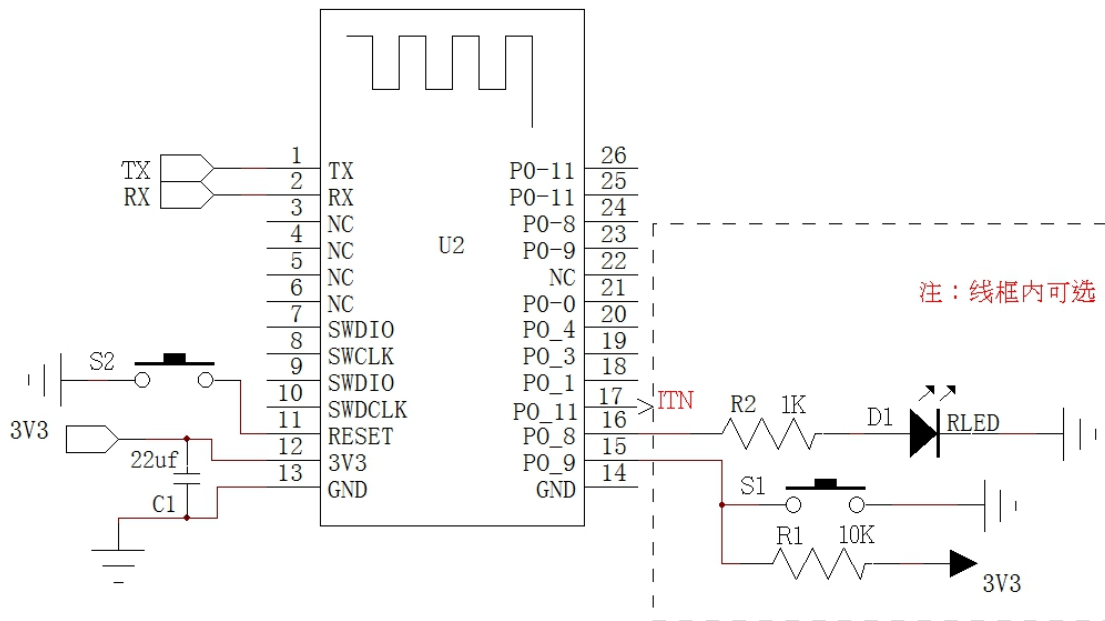 TX
RX
1
2
3
4
5
6
7
8
9
10
11
12
13
TX
RX
NC
NC
NC
NC
SWDIO
SWCLK
SWDIO
SWDCLK
RESET
3V3
GND
U2
P0-11
P0-11
P0-8
P0-9
NC
P0-0
P0_4
P0_3
P0_1
P0_11
P0_8
P0_9
GND
26
25
24
23
22
21
20
19
18
17
16
15
14
S2
3V3
22uf
C1
注：线框内可选
ITN
R2 1K
D1
RLED
S1
R1 10K
3V3